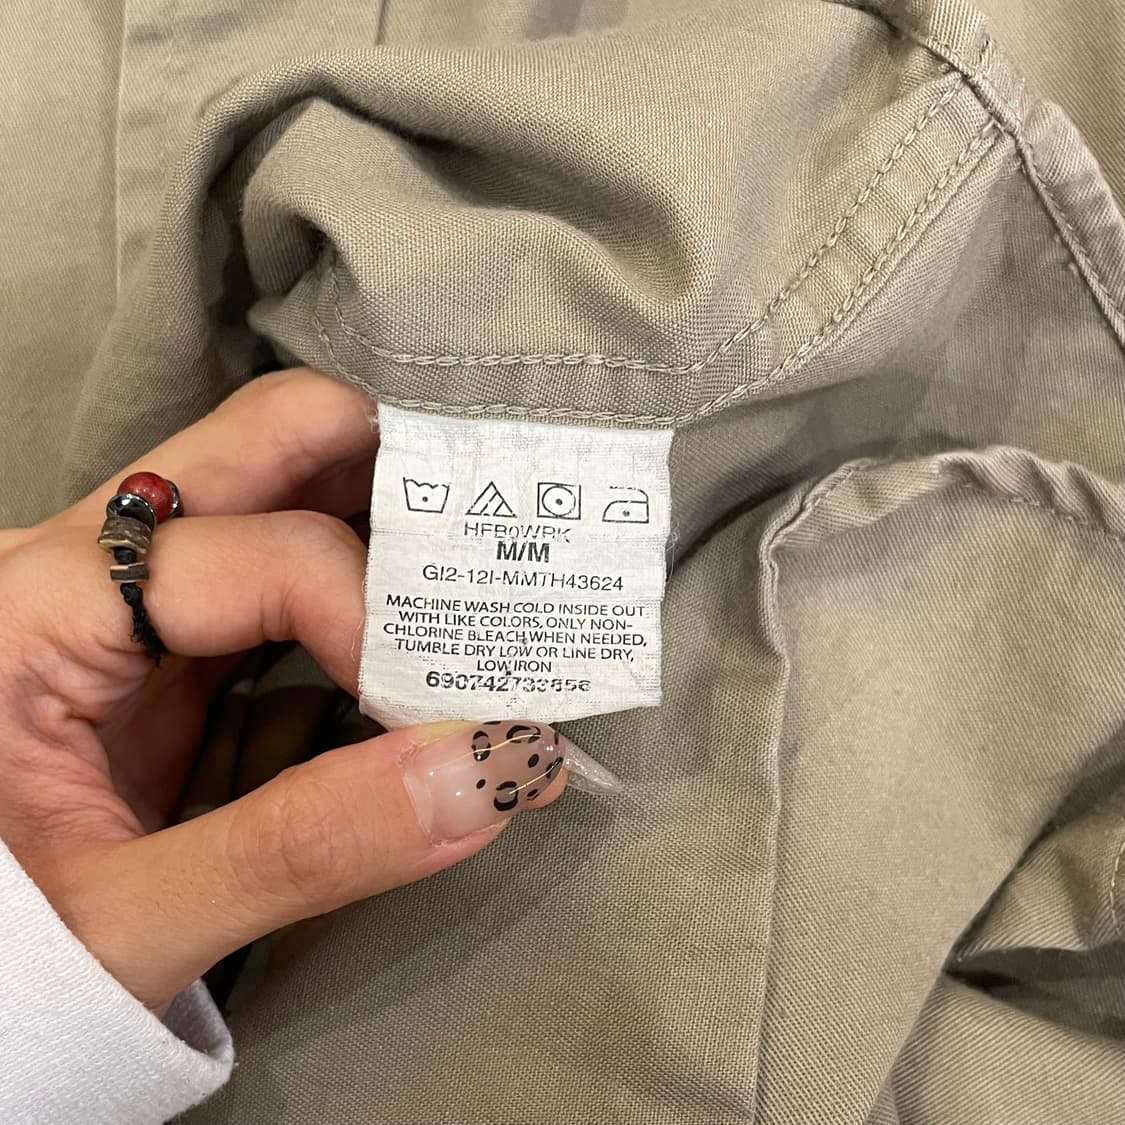 HFB0WRK
M/M
GI2-12I-MMTH43624
MACHINE WASH COLD INSIDE OUT
WITH LIKE COLORS, ONLY NON-
CHLORINE BLEACH WHEN NEEDED,
TUMBLE DRY LOW OR LINE DRY,
LOW IRON